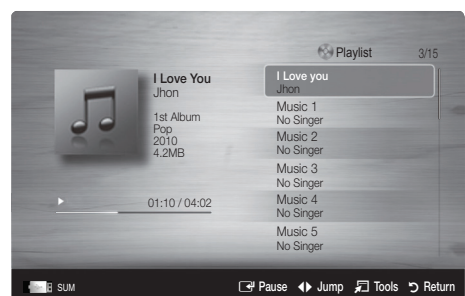 Playlist 3/15
I Love You
Jhon
1st Album
Pop
2010
4.2MB
01:10 / 04:02
I Love you
Jhon
Music 1
No Singer
Music 2
No Singer
Music 3
No Singer
Music 4
No Singer
Music 5
No Singer
SUM Pause Jump Tools Return